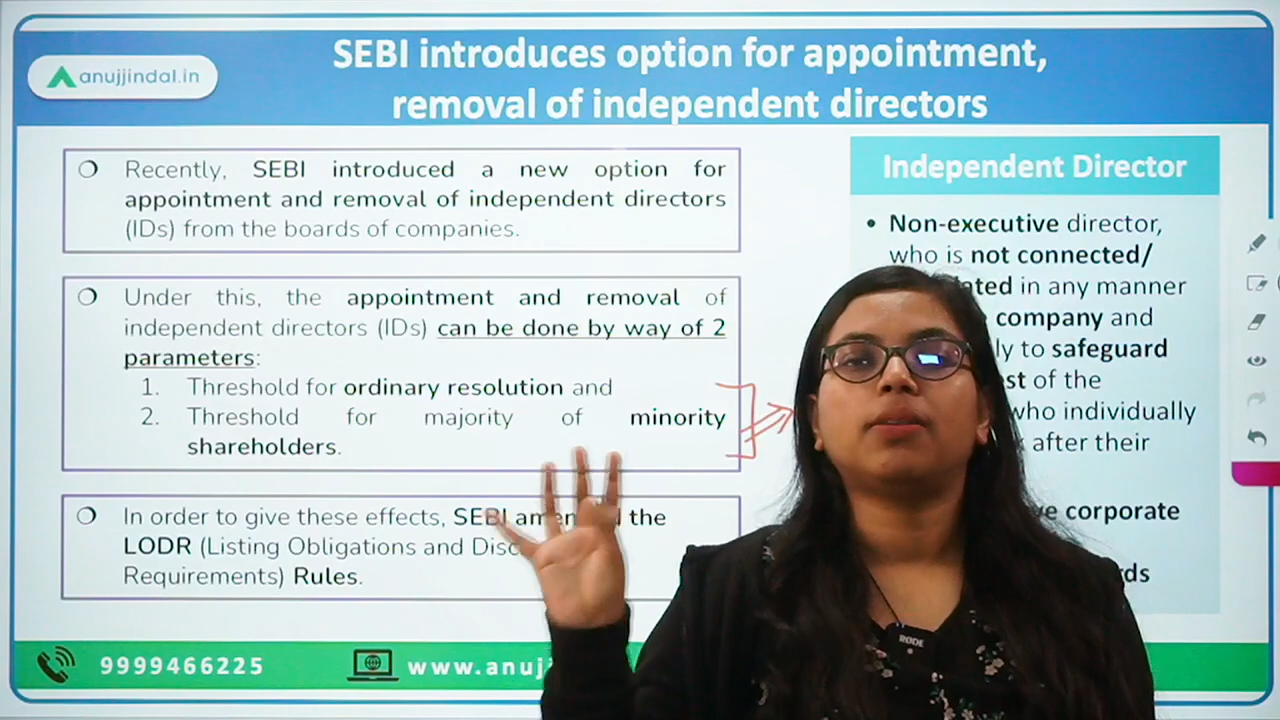 SEBI introduces option for appointment,
removal of independent directors
anujjindal.in
Recently, SEBI introduced a new option for
appointment and removal of independent directors
(IDs) from the boards of companies.
Under this, the appointment and removal of
independent directors (IDs) can be done by way of 2
parameters:
1. Threshold for ordinary resolution and
2. Threshold for majority of minority
shareholders.
In order to give these effects, SEBI the
LODR (Listing Obligations and
Requirements) Rules.
Independent Director
• Non-executive director,
who is not connected/
in any manner
company and
to safeguard
of the
who individually
after their
corporate
9999466225
RODE